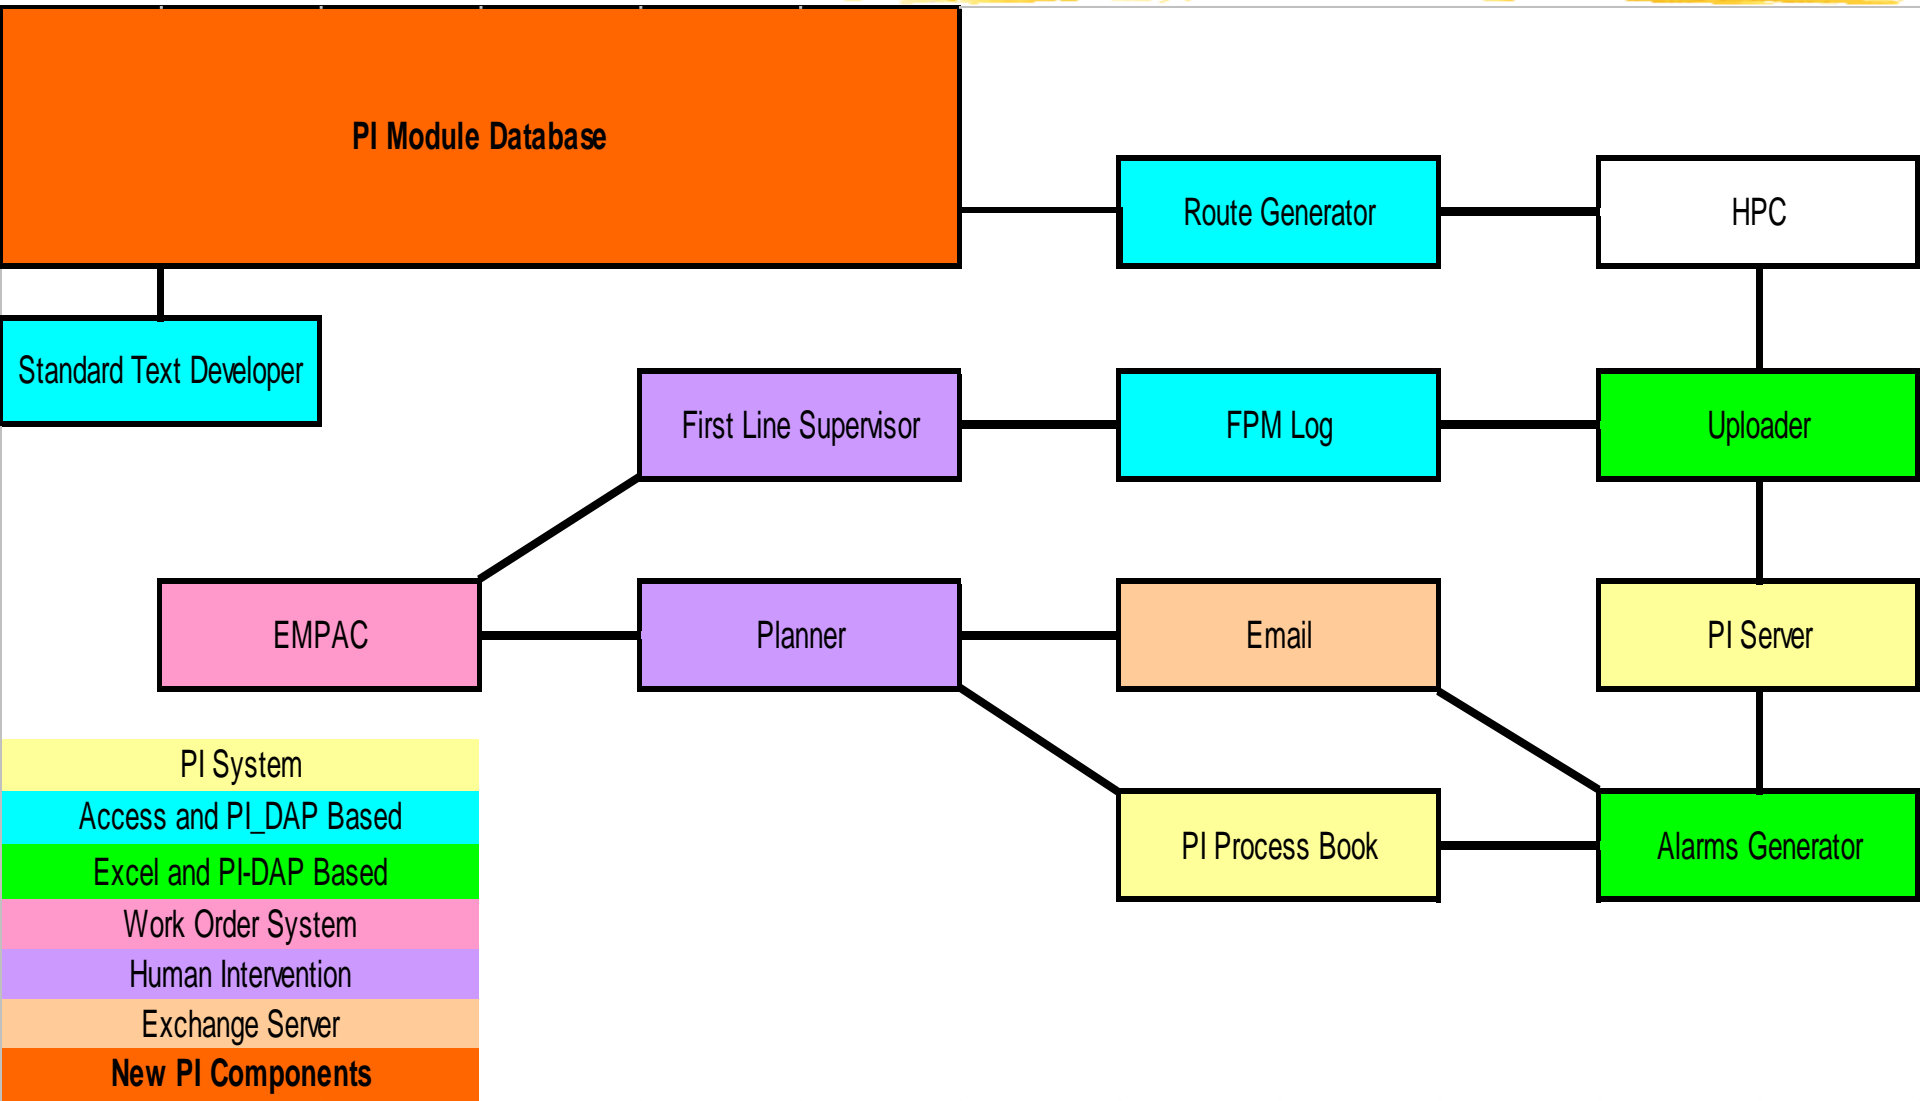 PI Module Database
Route Generator
HPC
Standard Text Developer
First Line Supervisor
FPM Log
Uploader
EMPAC
Planner
Email
PI Server
PI Process Book
Alarms Generator
PI System
Access and PI_DAP Based
Excel and PI-DAP Based
Work Order System
Human Intervention
Exchange Server
New PI Components